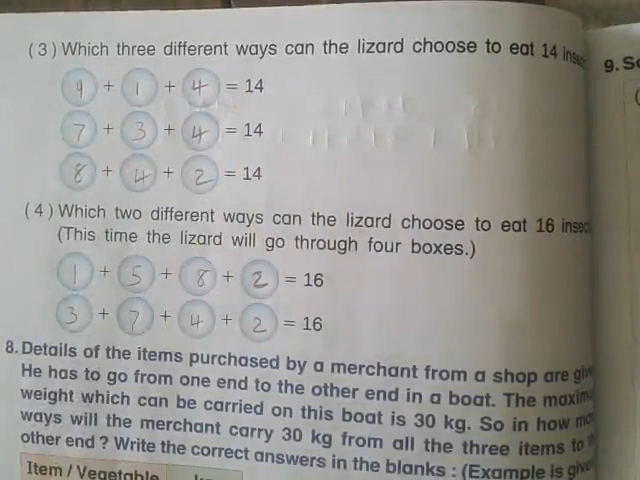 (3) Which three different ways can the lizard choose to eat 14
9 + 1 + 4 = 14
7 + 3 + 4 = 14
8 + 4 + 2 = 14
(4) Which two different ways can the lizard choose to eat 16
(This time the lizard will go through four boxes.)
1 + 5 + 8 + 2 = 16
3 + 7 + 4 + 2 = 16
8. Details of the items purchased by a merchant from a shop are
He has to go from one end to the other end in a boat. The
weight which can be carried on this boat is 30 kg. So in how
ways will the merchant carry 30 kg from all the three items to
other end ? Write the correct answers in the blanks : (Example is
Item / Vegetable
9.